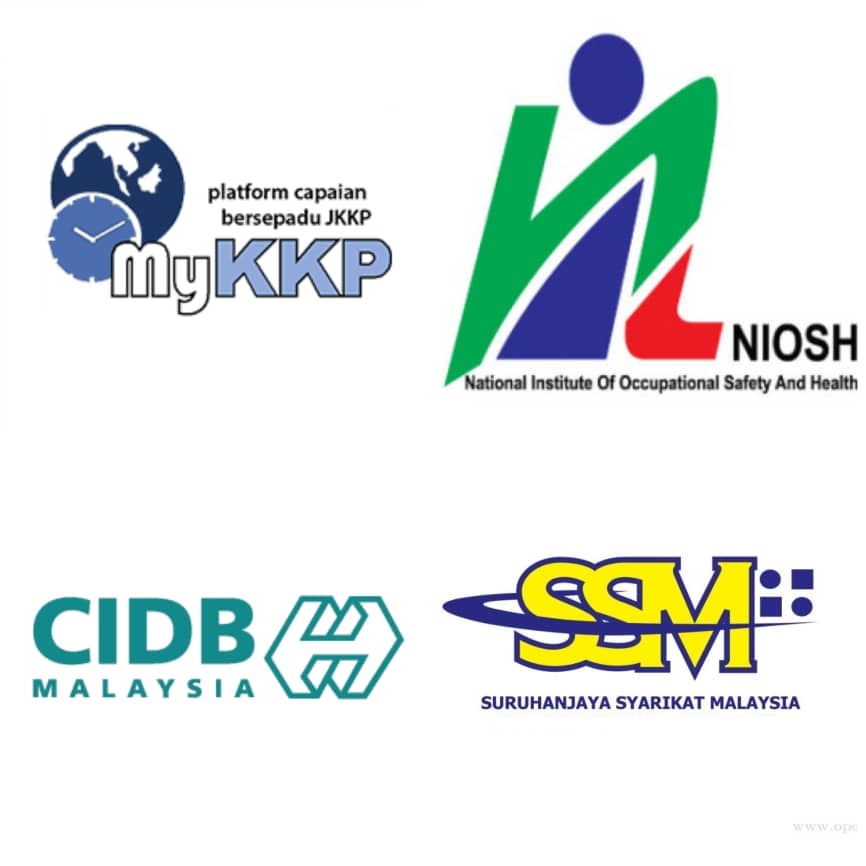 platform capaian
bersepadu JKKP
MyKKP
NIOSH
National Institute Of Occupational Safety And Health
CIDB
MALAYSIA
SSM
SURUHANJAYA SYARIKAT MALAYSIA